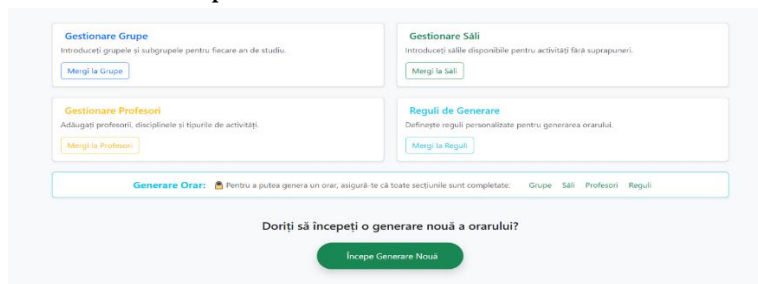 Gestionare Grupe
Introduceți grupele și subgrupele pentru fiecare an de studiu.
Mergi la Grupe
Gestionare Săli
Introduceți sălile disponibile pentru activități fără suprapuneri.
Mergi la Săli
Gestionare Profesori
Adăugați profesorii, disciplinele și tipurile de activități.
Mergi la Profesori
Reguli de Generare
Definește reguli personalizate pentru generarea orarului.
Mergi la Reguli
Generare Orar: Pentru a putea genera un orar, asigură-te că toate secțiunile sunt completate: Grupe Săli Profesori Reguli
Doriți să începeți o generare nouă a orarului?
Începe Generare Nouă